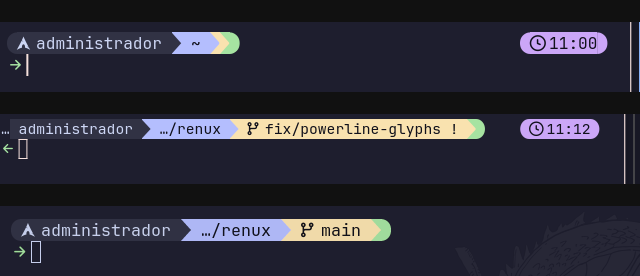 administrador ~ 11:00
→
… administrador …/renux fix/powerline-glyphs ! 11:12
←
administrador …/renux main
→